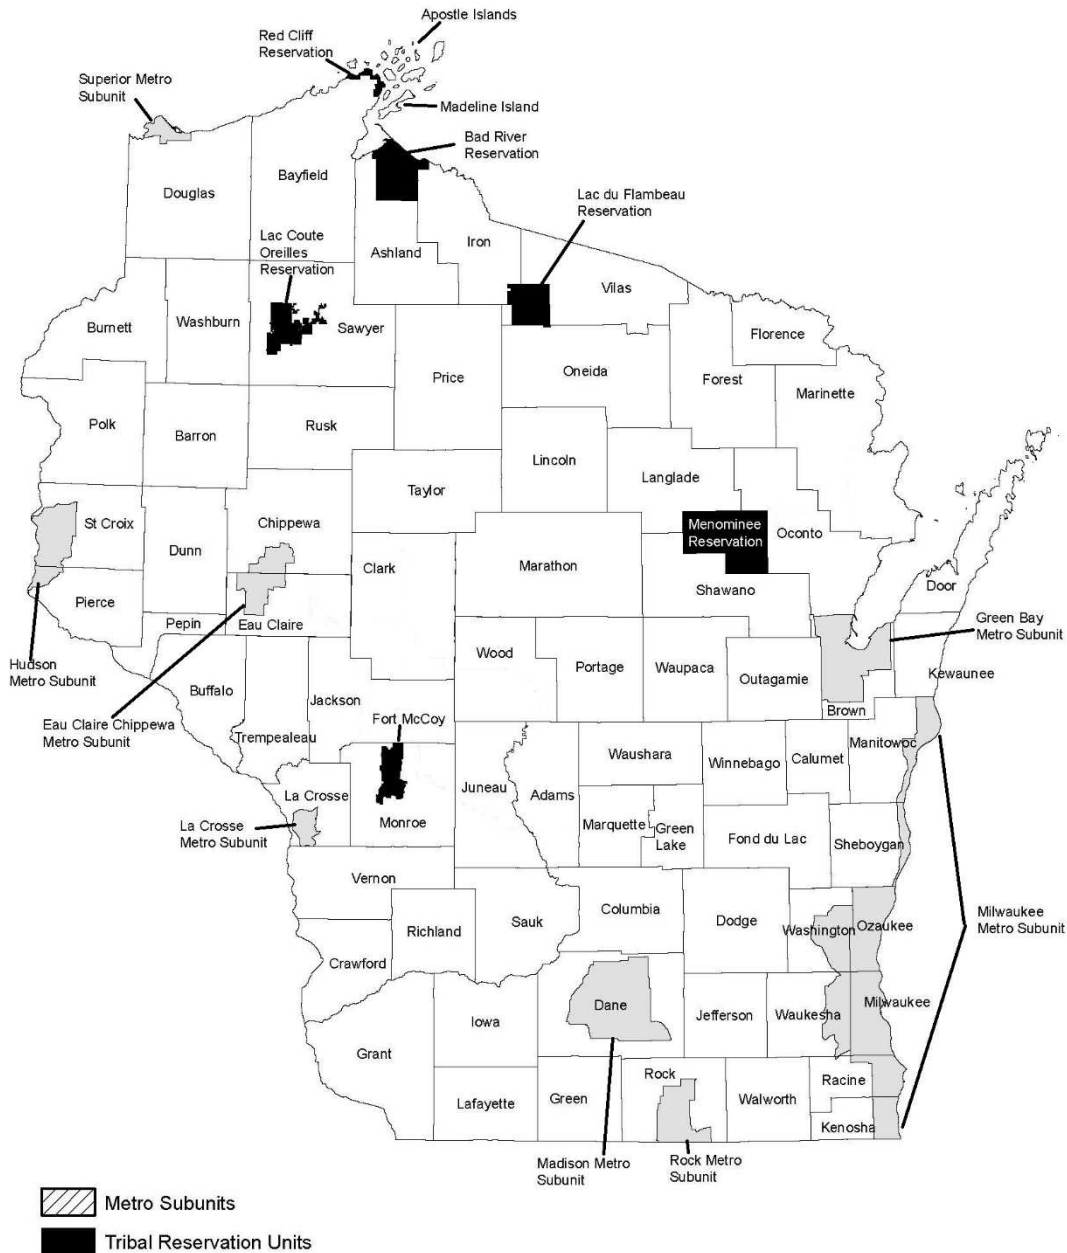 Apostle Islands
Red Cliff
Reservation
Superior Metro
Subunit
Madeline Island
Bad River
Reservation
Bayfield
Douglas
Lac du Flambeau
Reservation
Lac Coute
Oreilles
Reservation
Ashland
Iron
Vilas
Burnett
Washburn
Sawyer
Florence
Price
Oneida
Forest
Marinette
Polk
Barron
Rusk
Lincoln
Langlade
Taylor
St Croix
Chippewa
Menominee
Reservation
Oconto
Dunn
Clark
Marathon
Shawano
Door
Pierce
Pepin
Eau Claire
Green Bay
Metro Subunit
Hudson
Metro Subunit
Wood
Portage
Waupaca
Outagamie
Kewaunee
Buffalo
Jackson
Brown
Eau Claire Chippewa
Metro Subunit
Trempealeau
Fort McCoy
Waushara
Winnebago
Calumet
Manitowoc
La Crosse
Juneau
Adams
La Crosse
Metro Subunit
Monroe
Marquette
Green
Lake
Fond du Lac
Sheboygan
Vernon
Columbia
Dodge
Richland
Sauk
Washington
Ozaukee
Milwaukee
Metro Subunit
Crawford
Dane
Iowa
Jefferson
Waukesha
Milwaukee
Grant
Rock
Racine
Lafayette
Green
Walworth
Kenosha
Madison Metro
Subunit
Rock Metro
Subunit
Metro Subunits
Tribal Reservation Units